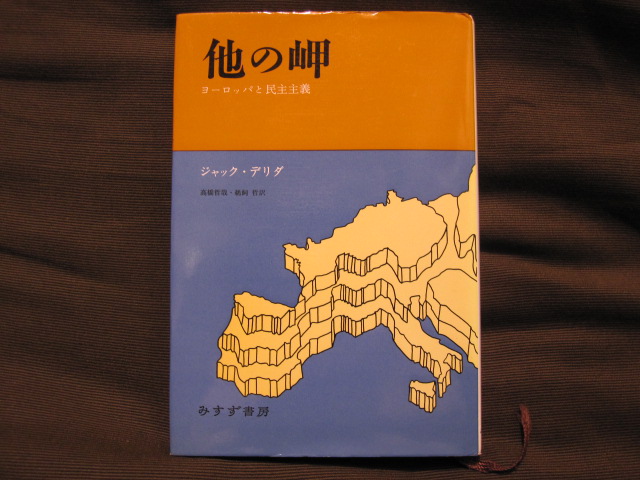 他の岬
ヨーロッパと民主主義
ジャック・デリダ
高橋哲哉・鵜飼 哲訳
みすず書房